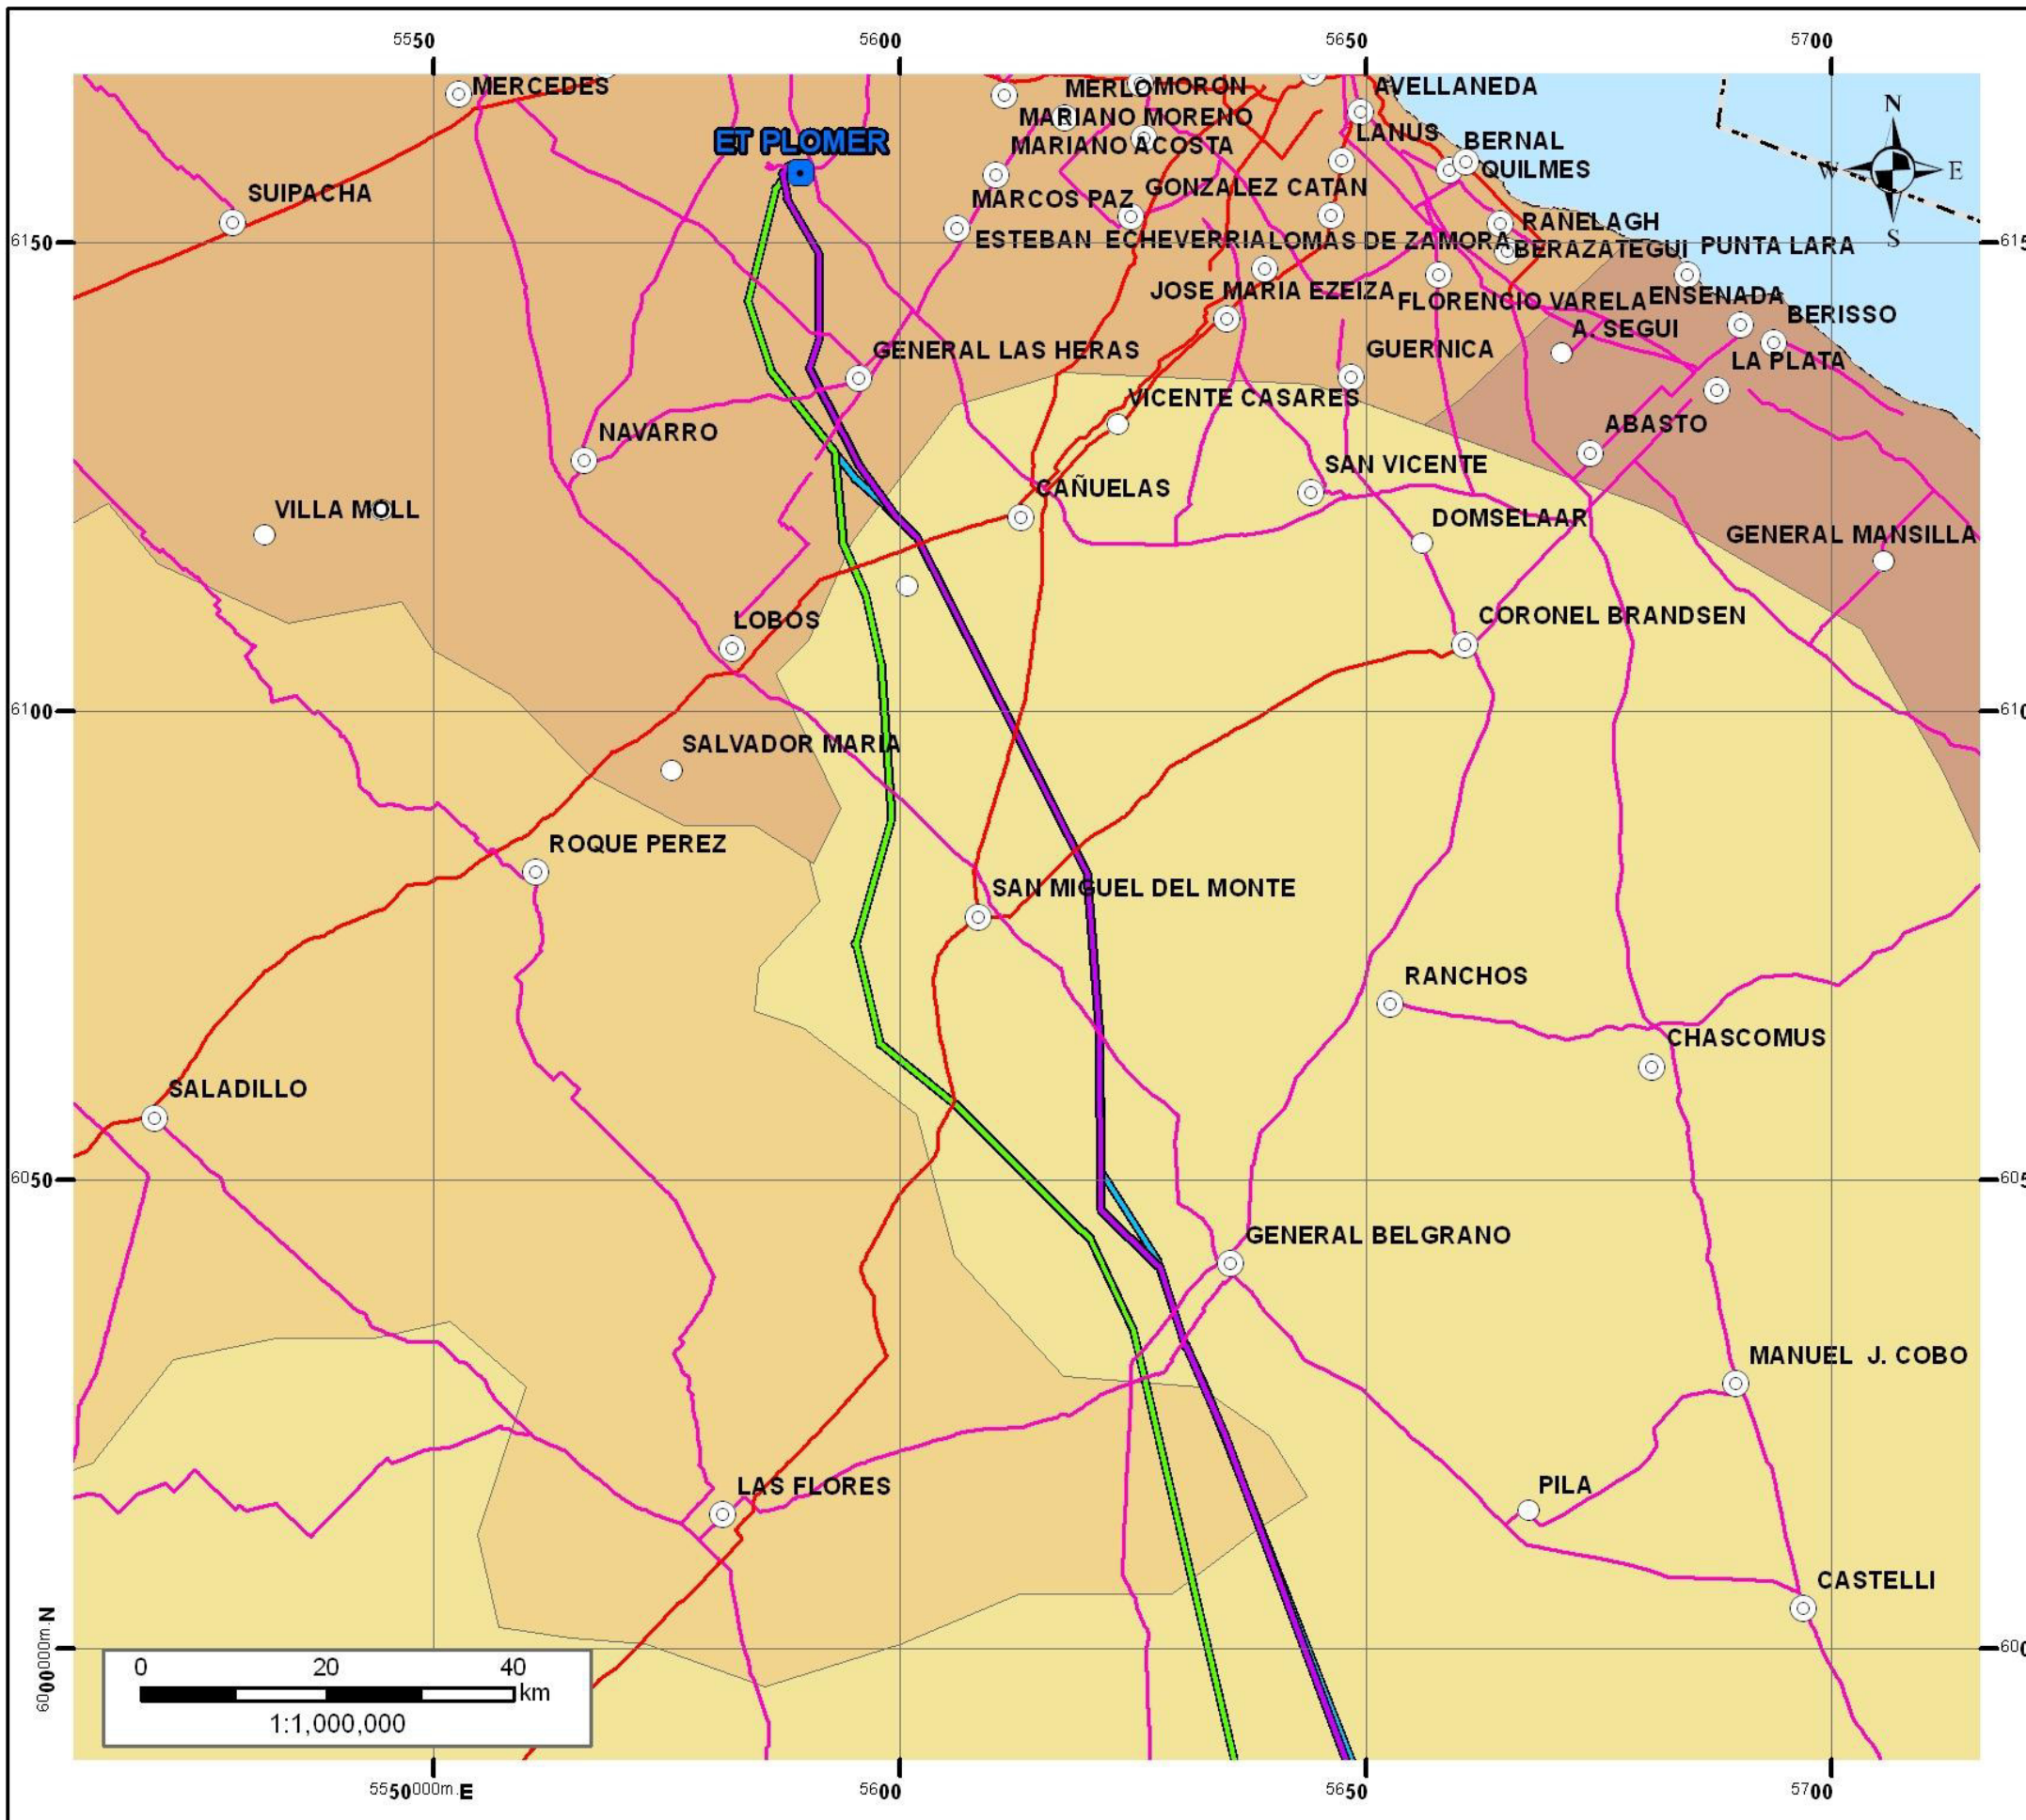 5550 5600 5650 5700
MERCEDES
MERLO MORON AVELLANEDA
N
MARIANO MORENO
ET PLOMER
MARIANO ACOSTA LANUS BERNAL
W E
QUILMES
SUIPACHA
MARCOS PAZ GONZALEZ CATAN
RANELAGH
S
6150 ESTEBAN ECHEVERRIA LOMAS DE ZAMORA BERAZATEGUI PUNTA LARA 615
JOSE MARIA EZEIZA FLORENCIO VARELA ENSENADA
BERISSO
A. SEGUI
GENERAL LAS HERAS GUERNICA
LA PLATA
VICENTE CASARES
NAVARRO ABASTO
SAN VICENTE
CAÑUELAS
VILLA MOLL
DOMSELAAR
GENERAL MANSILLA
LOBOS CORONEL BRANDSEN
6100 610
SALVADOR MARIA
ROQUE PEREZ
SAN MIGUEL DEL MONTE
RANCHOS
CHASCOMUS
SALADILLO
6050 605
GENERAL BELGRANO
MANUEL J. COBO
LAS FLORES PILA
CASTELLI
6000000m.N 600
0 20 40
km
1:1,000,000
5550000m.E 5600 5650 5700